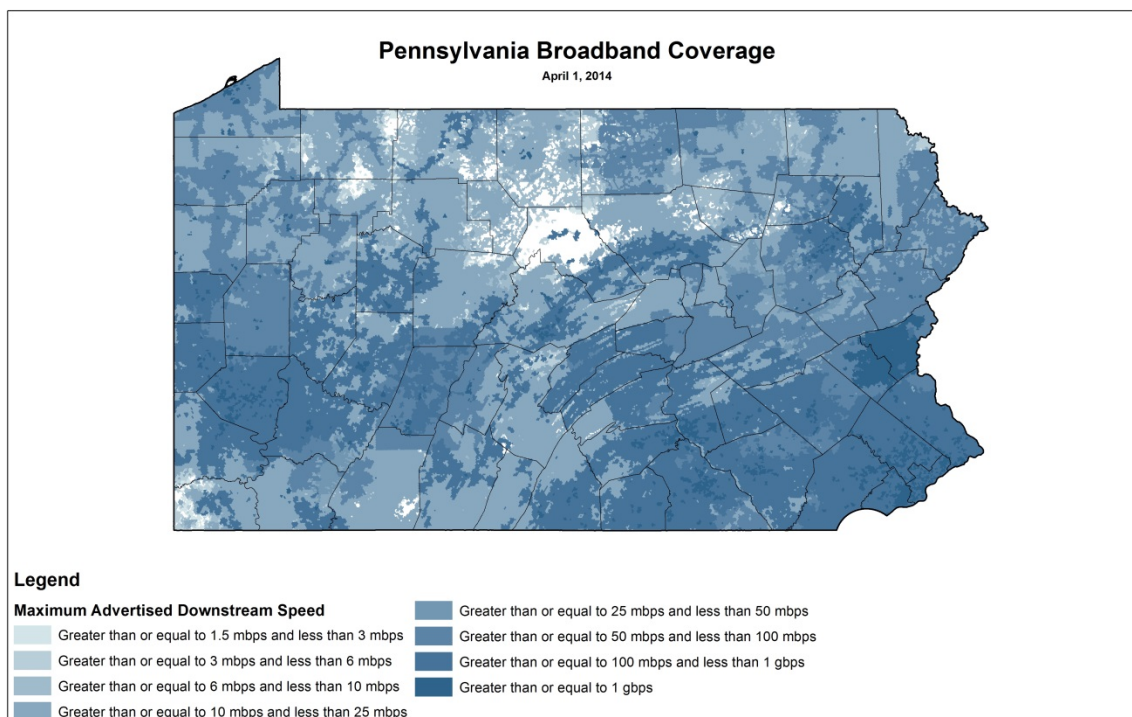 Pennsylvania Broadband Coverage
April 1, 2014
Legend
Maximum Advertised Downstream Speed
Greater than or equal to 1.5 mbps and less than 3 mbps
Greater than or equal to 3 mbps and less than 6 mbps
Greater than or equal to 6 mbps and less than 10 mbps
Greater than or equal to 10 mbps and less than 25 mbps
Greater than or equal to 25 mbps and less than 50 mbps
Greater than or equal to 50 mbps and less than 100 mbps
Greater than or equal to 100 mbps and less than 1 gbps
Greater than or equal to 1 gbps